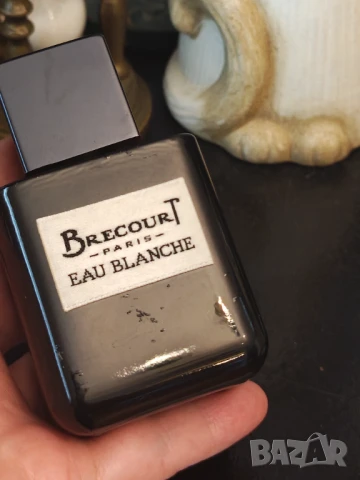 BRECOURT
-PARIS-
EAU BLANCHE
BAZAR